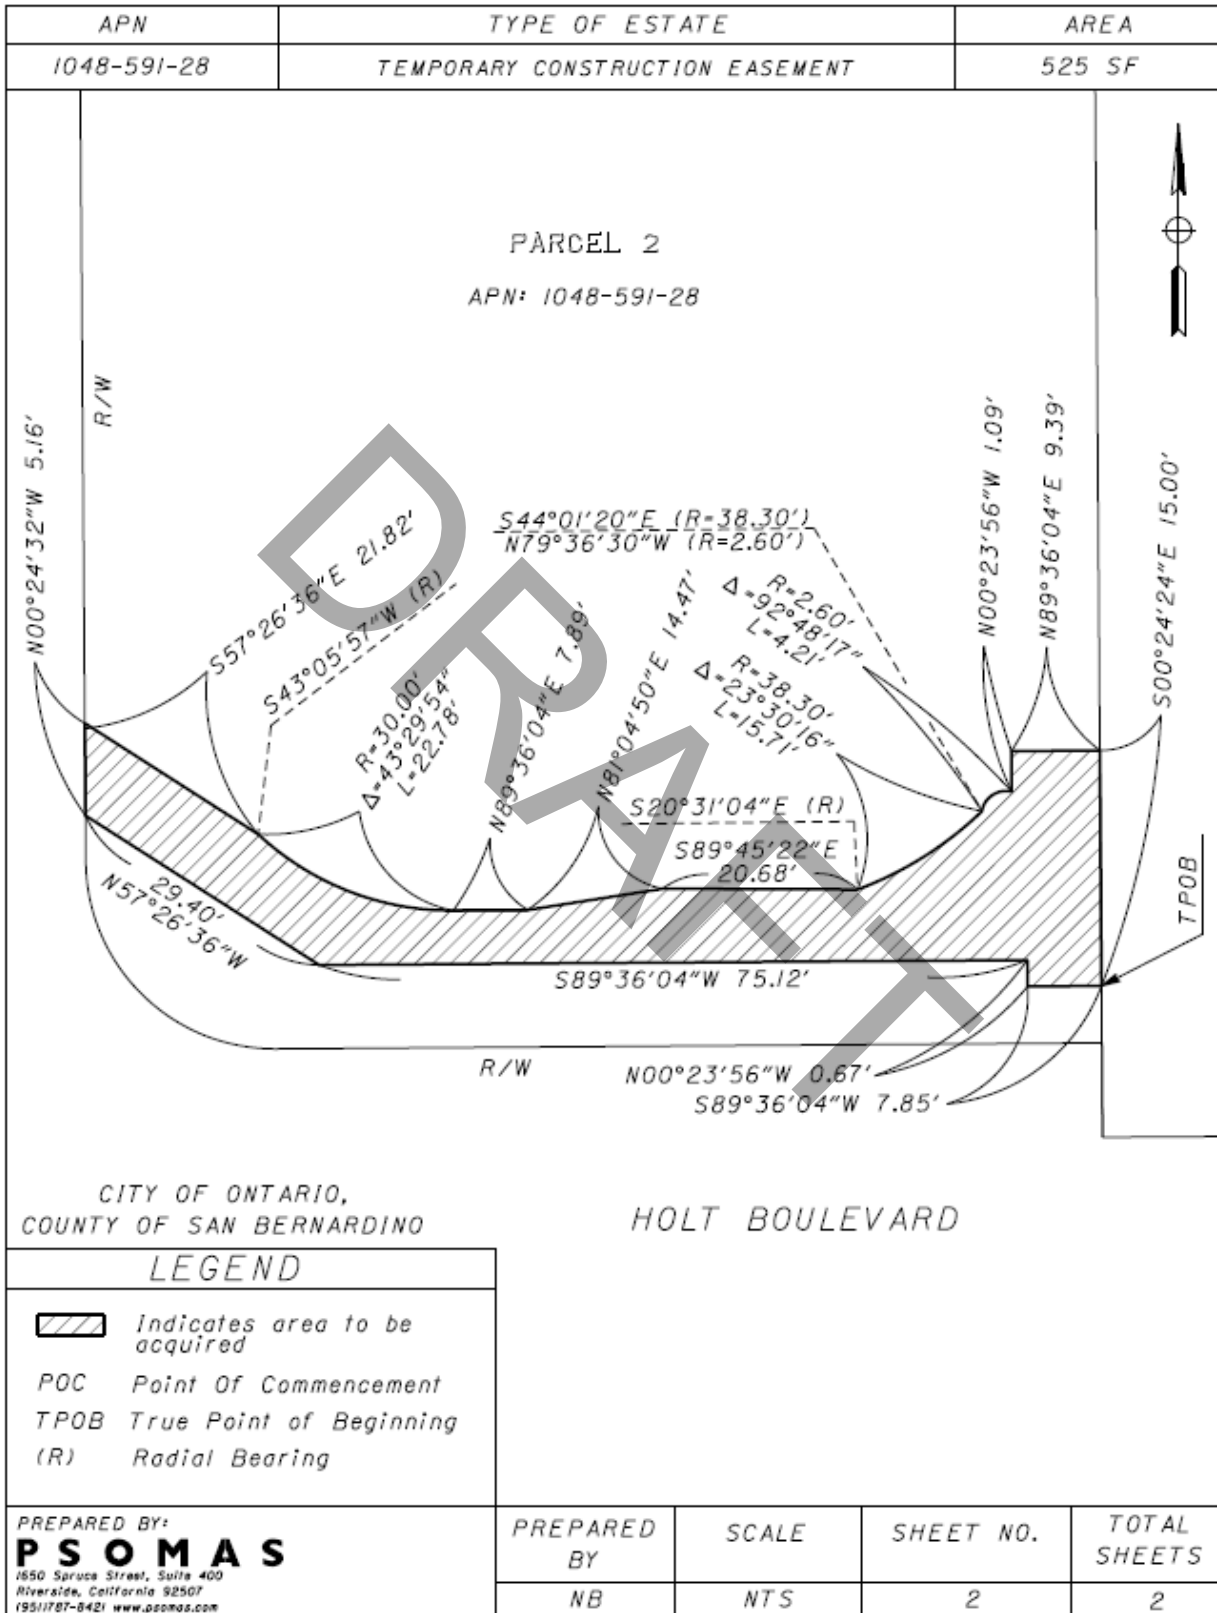 APN TYPE OF ESTATE AREA
1048-591-28 TEMPORARY CONSTRUCTION EASEMENT 525 SF
PARCEL 2
APN: 1048-591-28
R/W
N00°24'32"W 5.16'
S57°26'36"E 21.82'
S43°05'57"W (R)
R=30.00'
Δ=43°29'54"
L=22.78'
N89°36'04"E 7.89'
N81°04'50"E 14.47'
S44°01'20"E (R=38.30')
N79°36'30"W (R=2.60')
R=2.60'
Δ=92°48'17"
L=4.21'
R=38.30'
Δ=23°30'16"
L=15.71'
N00°23'56"W 1.09'
N89°36'04"E 9.39'
S00°24'24"E 15.00'
S20°31'04"E (R)
S89°45'22"E
20.68'
TPOB
29.40'
N57°26'36"W
S89°36'04"W 75.12'
R/W
N00°23'56"W 0.67'
S89°36'04"W 7.85'
DRAFT
CITY OF ONTARIO,
COUNTY OF SAN BERNARDINO
HOLT BOULEVARD
LEGEND
Indicates area to be
acquired
POC Point Of Commencement
TPOB True Point of Beginning
(R) Radial Bearing
PREPARED BY:
PSOMAS
1650 Spruce Street, Suite 400
Riverside, California 92507
(951)787-8421 www.psomas.com
PREPARED
BY
SCALE
SHEET NO.
TOTAL
SHEETS
NB NTS 2 2